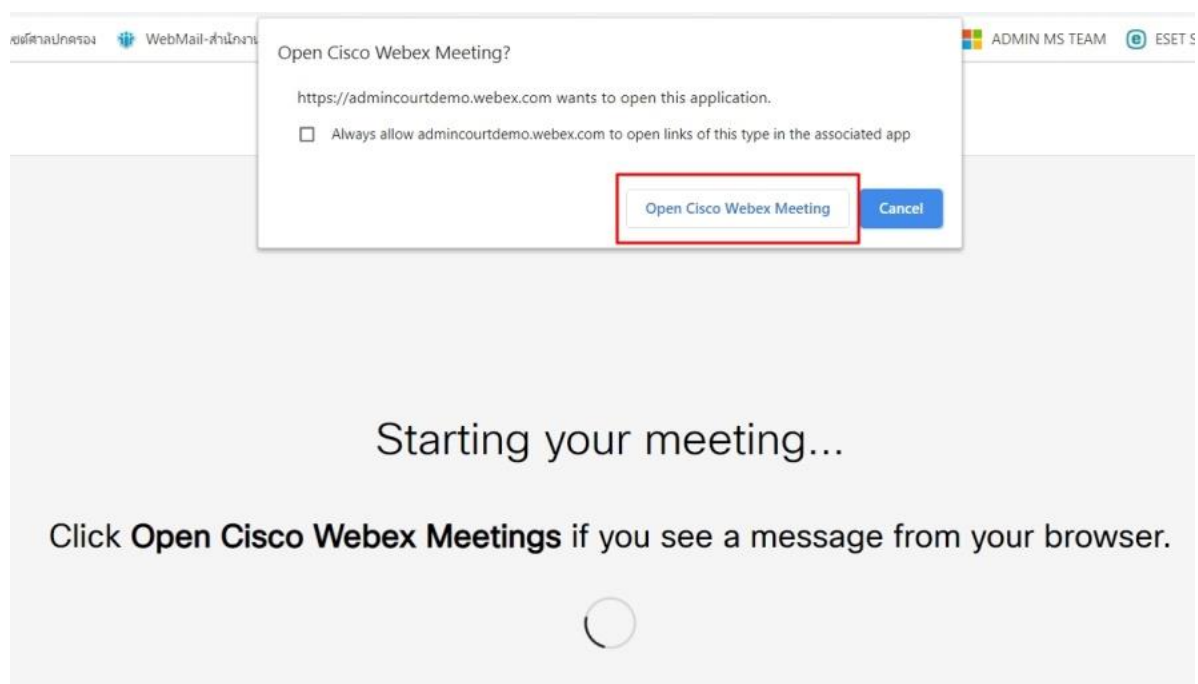 WebMail-สำนักงาน
ADMIN MS TEAM
ESET S
Open Cisco Webex Meeting?
https://admincourtdemo.webex.com wants to open this application.
Always allow admincourtdemo.webex.com to open links of this type in the associated app
Open Cisco Webex Meeting
Cancel
Starting your meeting...
Click Open Cisco Webex Meetings if you see a message from your browser.